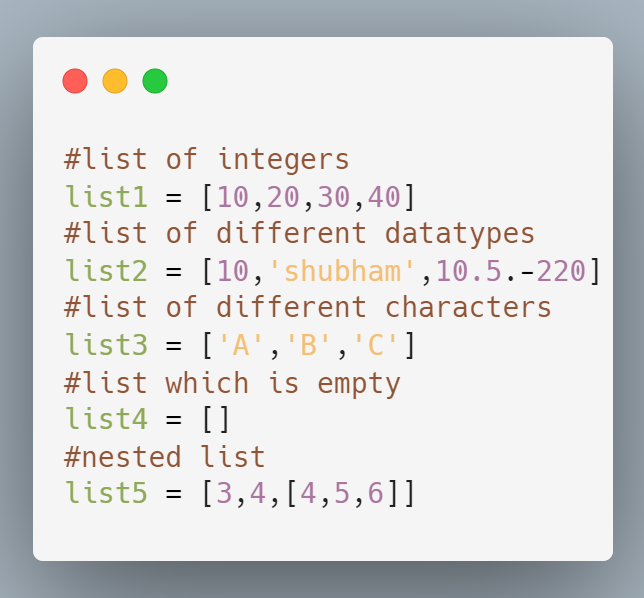 #list of integers
list1 = [10,20,30,40]
#list of different datatypes
list2 = [10,'shubham',10.5.-220]
#list of different characters
list3 = ['A','B','C']
#list which is empty
list4 = []
#nested list
list5 = [3,4,[4,5,6]]